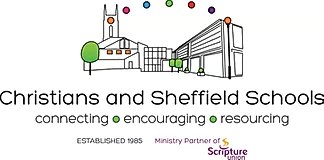 Christians and Sheffield Schools
connecting encouraging resourcing
ESTABLISHED 1985 Ministry Partner of Scripture union